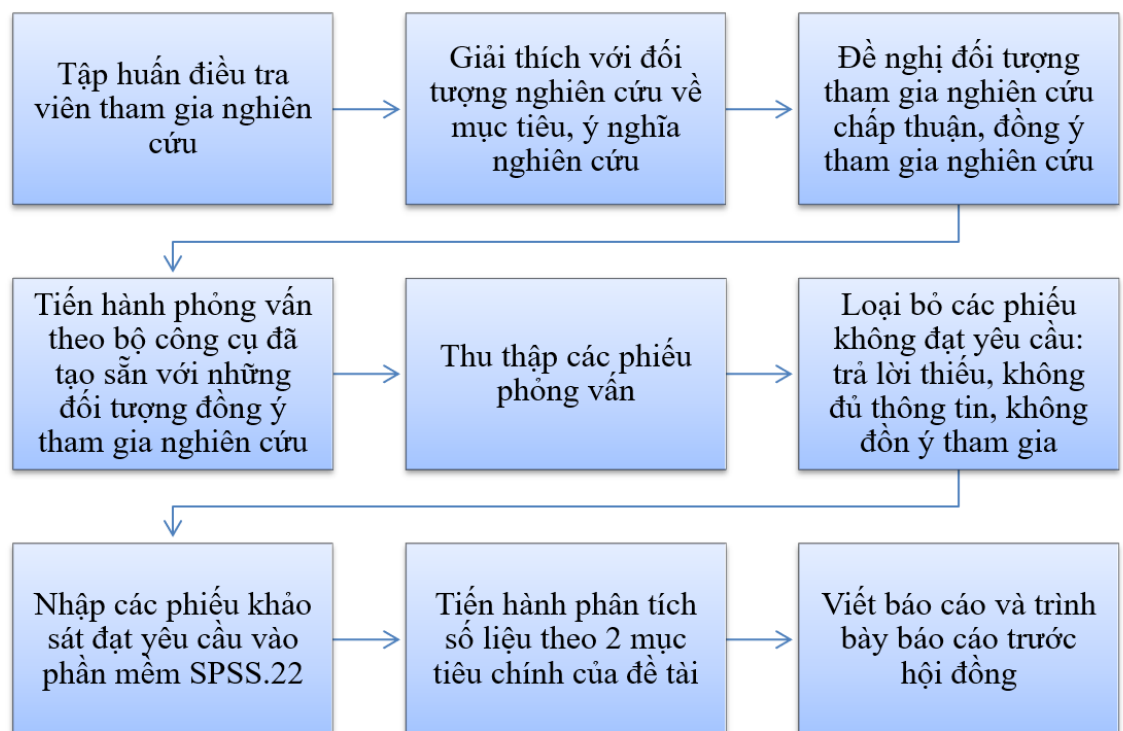 Tập huấn điều tra
viên tham gia nghiên
cứu
Giải thích với đối
tượng nghiên cứu về
mục tiêu, ý nghĩa
nghiên cứu
Đề nghị đối tượng
tham gia nghiên cứu
chấp thuận, đồng ý
tham gia nghiên cứu
Tiến hành phỏng vấn
theo bộ công cụ đã
tạo sẵn với những
đối tượng đồng ý
tham gia nghiên cứu
Thu thập các phiếu
phỏng vấn
Loại bỏ các phiếu
không đạt yêu cầu:
trả lời thiếu, không
đủ thông tin, không
đồn ý tham gia
Nhập các phiếu khảo
sát đạt yêu cầu vào
phần mềm SPSS.22
Tiến hành phân tích
số liệu theo 2 mục
tiêu chính của đề tài
Viết báo cáo và trình
bày báo cáo trước
hội đồng